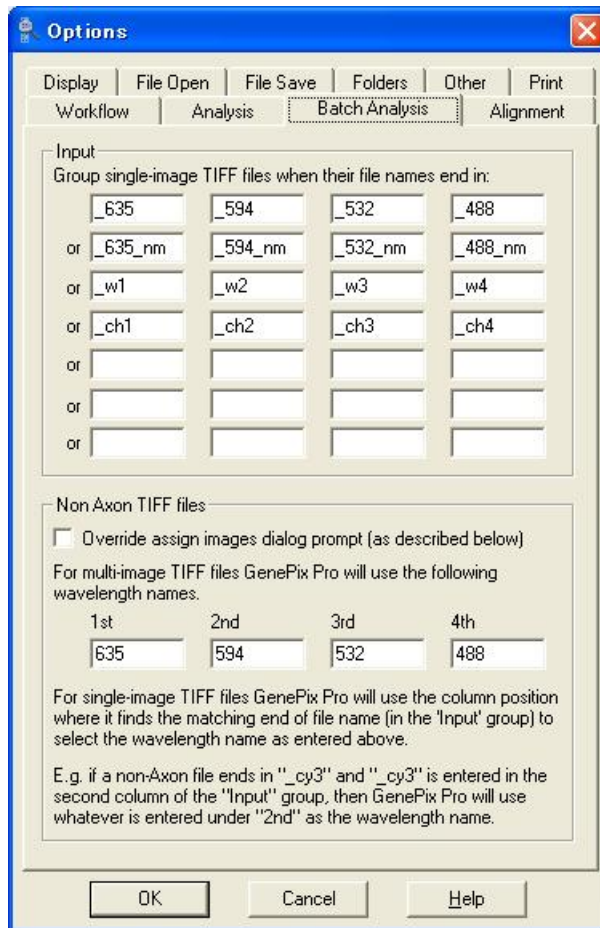 Options
Display File Open File Save Folders Other Print
Workflow Analysis Batch Analysis Alignment
Input
Group single-image TIFF files when their file names end in:
_635 _594 _532 _488
or _635_nm _594_nm _532_nm _488_nm
or _w1 _w2 _w3 _w4
or _ch1 _ch2 _ch3 _ch4
or
or
or
Non Axon TIFF files
Override assign images dialog prompt (as described below)
For multi-image TIFF files GenePix Pro will use the following
wavelength names.
1st 2nd 3rd 4th
635 594 532 488
For single-image TIFF files GenePix Pro will use the column position
where it finds the matching end of file name (in the 'Input' group) to
select the wavelength name as entered above.
E.g. if a non-Axon file ends in "_cy3" and "_cy3" is entered in the
second column of the "Input" group, then GenePix Pro will use
whatever is entered under "2nd" as the wavelength name.
OK Cancel Help